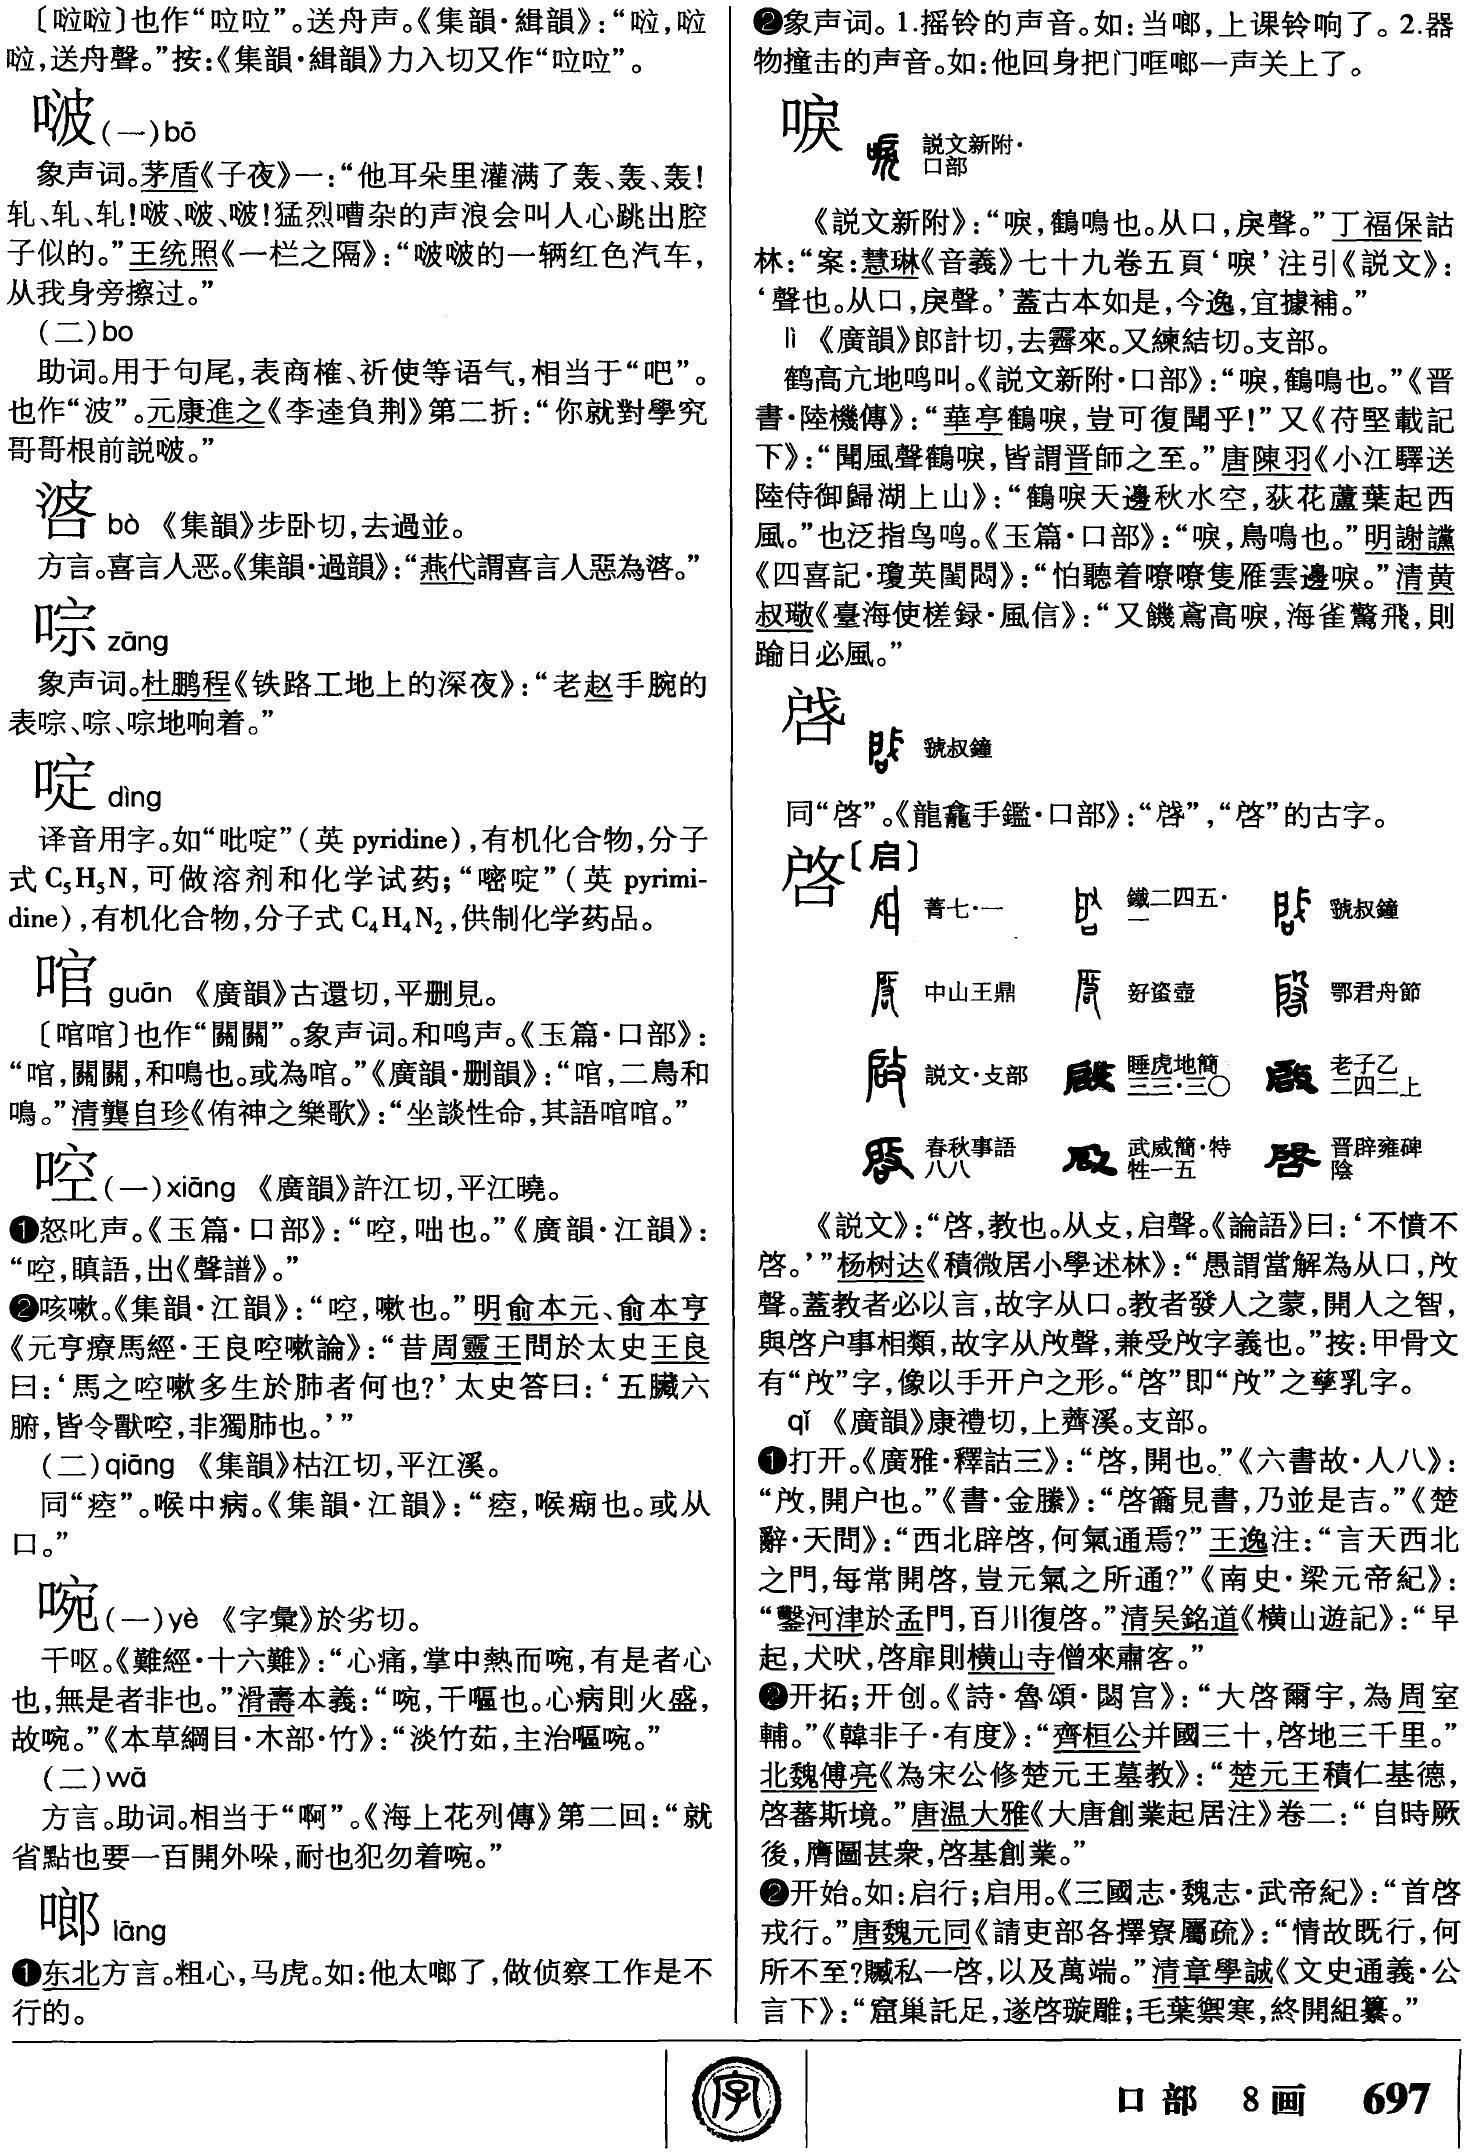 〔啦啦〕也作“㕸㕸”。送舟声。《集韻·緝韻》：“啦，啦
啦，送舟聲。”按：《集韻·緝韻》力入切又作“㕸㕸”。
啵(一)bō
象声词。茅盾《子夜》一：“他耳朵里灌满了轰、轰、轰！
轧、轧、轧！啵、啵、啵！猛烈嘈杂的声浪会叫人心跳出腔
子似的。”王统照《一栏之隔》：“啵啵的一辆红色汽车，
从我身旁擦过。”
(二)bo
助词。用于句尾，表商榷、祈使等语气，相当于“吧”。
也作“波”。元康進之《李逵負荆》第二折：“你就對學究
哥哥根前説啵。”
bò 《集韻》步卧切，去過並。
方言。喜言人恶。《集韻·過韻》：“燕代謂喜言人惡為。”
㗏 zāng
象声词。杜鹏程《铁路工地上的深夜》：“老赵手腕的
表、、地响着。”
啶 dìng
译音用字。如“吡啶”(英 pyridine)，有机化合物，分子
式 C₅H₅N，可做溶剂和化学试药；“嘧啶”(英 pyrimi-
dine)，有机化合物，分子式 C₄H₄N₂，供制化学药品。
啹 guān 《廣韻》古還切，平删見。
〔喧〕也作“關關”。象声词。和鸣声。《玉篇·口部》：
“，關關，和鳴也。或為。”《廣韻·删韻》：“，二鳥和
鳴。”清龔自珍《侑神之樂歌》：“坐談性命，其語。”
啌(一)xiāng 《廣韻》許江切，平江曉。
❶怒叱声。《玉篇·口部》：“啌，咄也。”《廣韻·江韻》：
“啌，瞋語，出《聲譜》。”
❷咳嗽。《集韻·江韻》：“啌，嗽也。”明俞本元、俞本亨
《元亨療馬經·王良啌嗽論》：“昔周靈王問於太史王良
曰：‘馬之啌嗽多生於肺者何也？’太史答曰：‘五臟六
腑，皆令獸啌，非獨肺也。’”
(二)qiāng 《集韻》枯江切，平江溪。
同“㾤”。喉中病。《集韻·江韻》：“㾤，喉㾤也。或从
口。”
啘(一)yè 《字彙》於劣切。
干呕。《難經·十六難》：“心痛，掌中熱而啘，有是者心
也，無是者非也。”滑壽本義：“啘，干嘔也。心病則火盛，
故啘。”《本草綱目·木部·竹》：“淡竹茹，主治嘔啘。”
(二)wā
方言。助词。相当于“啊”。《海上花列傳》第二回：“就
省點也要一百開外哚，耐也犯勿着啘。”
啷 lāng
❶东北方言。粗心，马虎。如：他太啷了，做侦察工作是不
行的。
❷象声词。1.摇铃的声音。如：当啷，上课铃响了。2.器
物撞击的声音。如：他回身把门哐啷一声关上了。
唳 説文新附·
口部
《説文新附》：“唳，鶴鳴也。从口，戾聲。”丁福保詁
林：“案：慧琳《音義》七十九卷五頁‘唳’注引《説文》：
‘聲也。从口，戾聲。’蓋古本如是，今逸，宜據補。”
lì 《廣韻》郎計切，去霽來。又練結切。支部。
鹤高亢地鸣叫。《説文新附·口部》：“唳，鶴鳴也。”《晋
書·陸機傳》：“華亭鶴唳，豈可復聞乎！”又《苻堅載記
下》：“聞風聲鶴唳，皆謂晋師之至。”唐陳羽《小江驛送
陸侍御歸湖上山》：“鶴唳天邊秋水空，荻花蘆葉起西
風。”也泛指鸟鸣。《玉篇·口部》：“唳，鳥鳴也。”明謝讜
《四喜記·瓊英閨悶》：“怕聽着嘹嘹隻雁雲邊唳。”清黄
叔璥《臺海使槎録·風信》：“又饑鳶高唳，海雀驚飛，則
踰日必風。”
虢叔鐘
同“啓”。《龍龕手鑑·口部》：“”，“啓”的古字。
啓〔启〕
菁七·一 鐵二四五·一 虢叔鐘
中山王鼎 好盗壺 鄂君舟節
説文·攴部 睡虎地簡三三·三〇 老子乙二四二上
春秋事語八八 武威簡·特牲一五 晋辟雍碑陰
《説文》：“啓，教也。从攴，启聲。《論語》曰：‘不憤不
啓。’”杨树达《積微居小學述林》：“愚謂當解為从口，㪃
聲。蓋教者必以言，故字从口。教者發人之蒙，開人之智，
與啓户事相類，故字从㪃聲，兼受㪃字義也。”按：甲骨文
有“㪃”字，像以手开户之形。“啓”即“㪃”之孳乳字。
qǐ 《廣韻》康禮切，上薺溪。支部。
❶打开。《廣雅·釋詁三》：“啓，開也。”《六書故·人八》：
“㪃，開户也。”《書·金縢》：“啓籥見書，乃並是吉。”《楚
辭·天問》：“西北辟啓，何氣通焉？”王逸注：“言天西北
之門，每常開啓，豈元氣之所通？”《南史·梁元帝紀》：
“鑿河津於孟門，百川復啓。”清吴銘道《横山遊記》：“早
起，犬吠，啓扉則横山寺僧來肅客。”
❷开拓；开创。《詩·魯頌·閟宫》：“大啓爾宇，為周室
輔。”《韓非子·有度》：“齊桓公并國三十，啓地三千里。”
北魏傅亮《為宋公修楚元王墓教》：“楚元王積仁基德，
啓蕃斯境。”唐温大雅《大唐創業起居注》卷二：“自時厥
後，膺圖甚衆，啓基創業。”
❷开始。如：启行；启用。《三國志·魏志·武帝紀》：“首啓
戎行。”唐魏元同《請吏部各擇寮屬疏》：“情故既行，何
所不至？贓私一啓，以及萬端。”清章學誠《文史通義·公
言下》：“窟巢託足，遂啓璇雕；毛葉禦寒，終開組纂。”
字
口部 8画 697